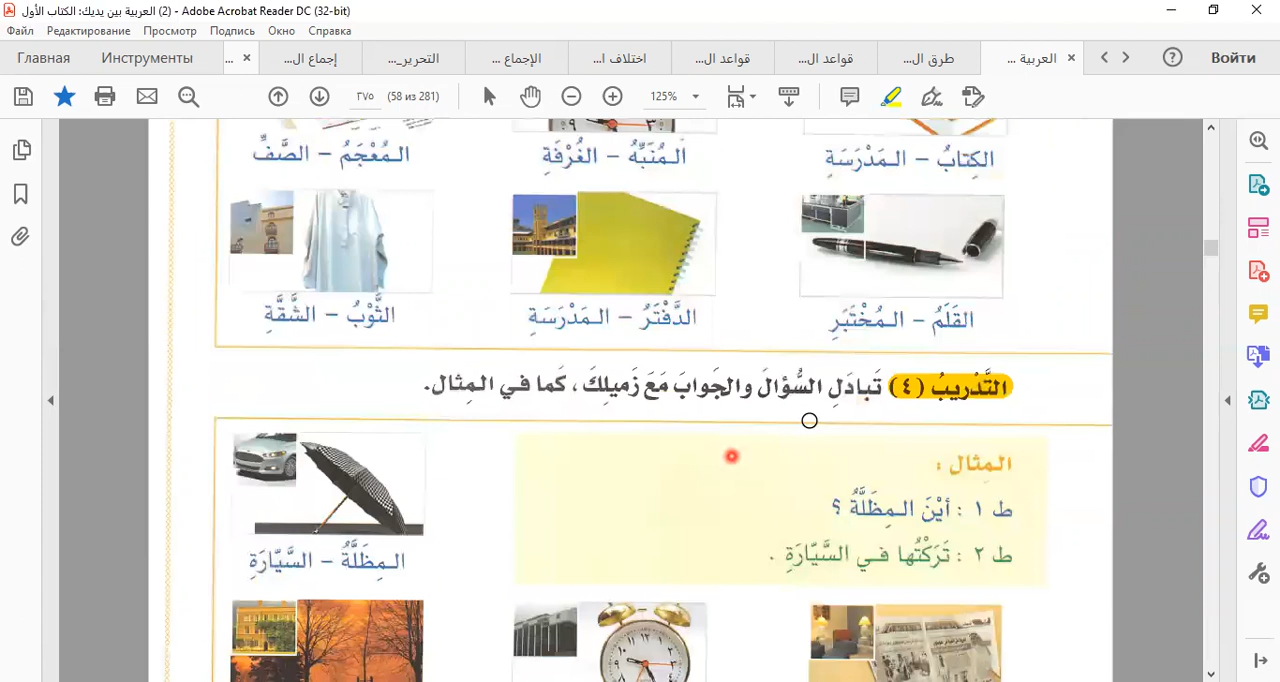 العربية بين يديك: الكتاب الأول (2) - Adobe Acrobat Reader DC (32-bit)
Файл Редактирование Просмотр Подпись Окно Справка
Главная Инструменты ... إجماع ال... التحرير_... الإجماع ... اختلاف ا... قواعد ال... قواعد ال... طرق ال... العربية ... Войти
٢٧٥ (58 из 281) 125%
الكِتابُ – المَدْرَسَةِ
المُنَبِّهُ – الغُرْفَةِ
المُعْجَمُ – الصَّفِّ
القَلَمُ – المُخْتَبَرِ
الدَّفْتَرُ – المَدْرَسَةِ
الثَّوْبُ – الشَّقَّةِ
التَّدْرِيبُ (٤) تَبادَلِ السُّؤالَ والجَوابَ مَعَ زَميلِكَ ، كَما في المِثال.
المِثال :
ط ١ : أَيْنَ المِظَلَّةُ ؟
ط ٢ : تَرَكْتُها في السَّيّارَةِ .
المِظَلَّةُ – السَّيّارَةِ